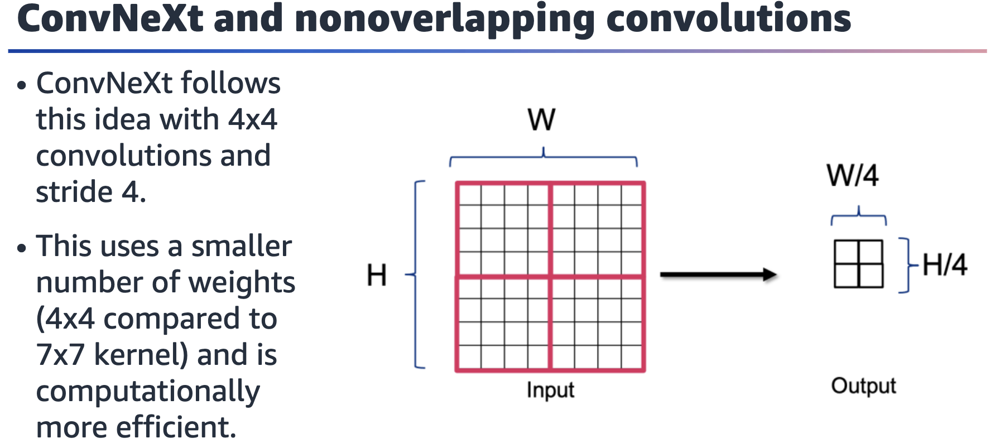 ConvNeXt and nonoverlapping convolutions
• ConvNeXt follows
this idea with 4x4
convolutions and
stride 4.
• This uses a smaller
number of weights
(4x4 compared to
7x7 kernel) and is
computationally
more efficient.
W
H
Input
W/4
H/4
Output